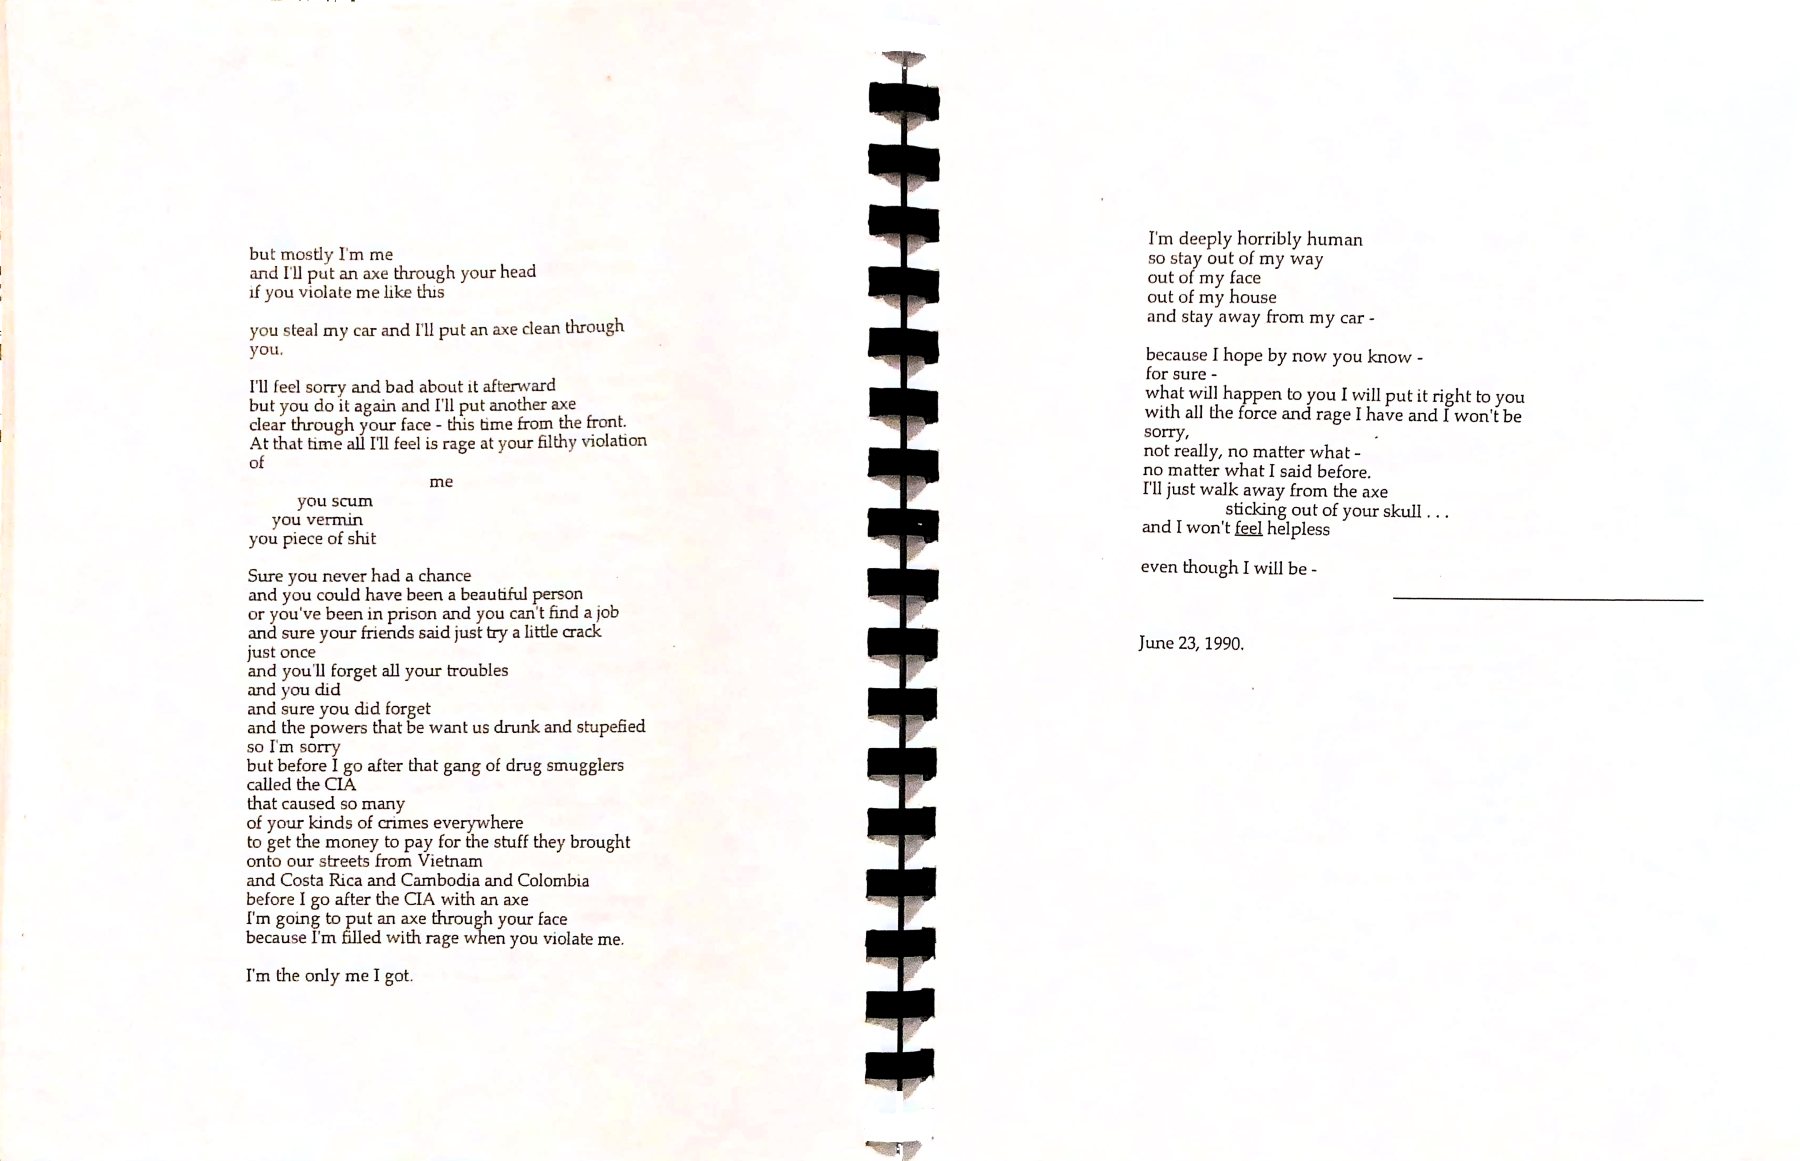 but mostly I'm me
and I'll put an axe through your head
if you violate me like this
you steal my car and I'll put an axe clean through
you.
I'll feel sorry and bad about it afterward
but you do it again and I'll put another axe
clear through your face - this time from the front.
At that time all I'll feel is rage at your filthy violation
of
me
you scum
you vermin
you piece of shit
Sure you never had a chance
and you could have been a beautiful person
or you've been in prison and you can't find a job
and sure your friends said just try a little crack
just once
and you'll forget all your troubles
and you did
and sure you did forget
and the powers that be want us drunk and stupefied
so I'm sorry
but before I go after that gang of drug smugglers
called the CIA
that caused so many
of your kinds of crimes everywhere
to get the money to pay for the stuff they brought
onto our streets from Vietnam
and Costa Rica and Cambodia and Colombia
before I go after the CIA with an axe
I'm going to put an axe through your face
because I'm filled with rage when you violate me.
I'm the only me I got.
I'm deeply horribly human
so stay out of my way
out of my face
out of my house
and stay away from my car -
because I hope by now you know -
for sure -
what will happen to you I will put it right to you
with all the force and rage I have and I won't be
sorry,
not really, no matter what -
no matter what I said before.
I'll just walk away from the axe
sticking out of your skull . . .
and I won't feel helpless
even though I will be -
June 23, 1990.